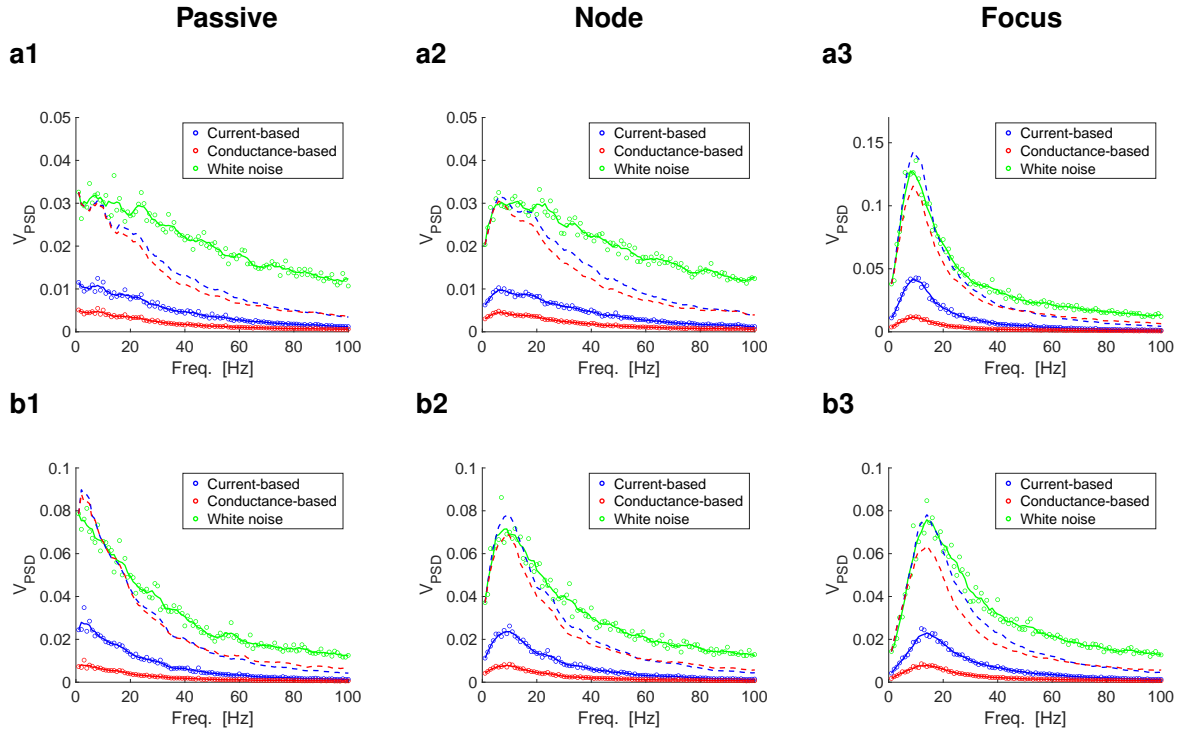 Passive
Node
Focus
a1
a2
a3
0.05
0.04
0.03
0.02
0.01
0
V_PSD
0 20 40 60 80 100
Freq. [Hz]
Current-based
Conductance-based
White noise
0.05
0.04
0.03
0.02
0.01
0
V_PSD
0 20 40 60 80 100
Freq. [Hz]
Current-based
Conductance-based
White noise
0.15
0.1
0.05
0
V_PSD
0 20 40 60 80 100
Freq. [Hz]
Current-based
Conductance-based
White noise
b1
b2
b3
0.1
0.08
0.06
0.04
0.02
0
V_PSD
0 20 40 60 80 100
Freq. [Hz]
Current-based
Conductance-based
White noise
0.1
0.08
0.06
0.04
0.02
0
V_PSD
0 20 40 60 80 100
Freq. [Hz]
Current-based
Conductance-based
White noise
0.1
0.08
0.06
0.04
0.02
0
V_PSD
0 20 40 60 80 100
Freq. [Hz]
Current-based
Conductance-based
White noise